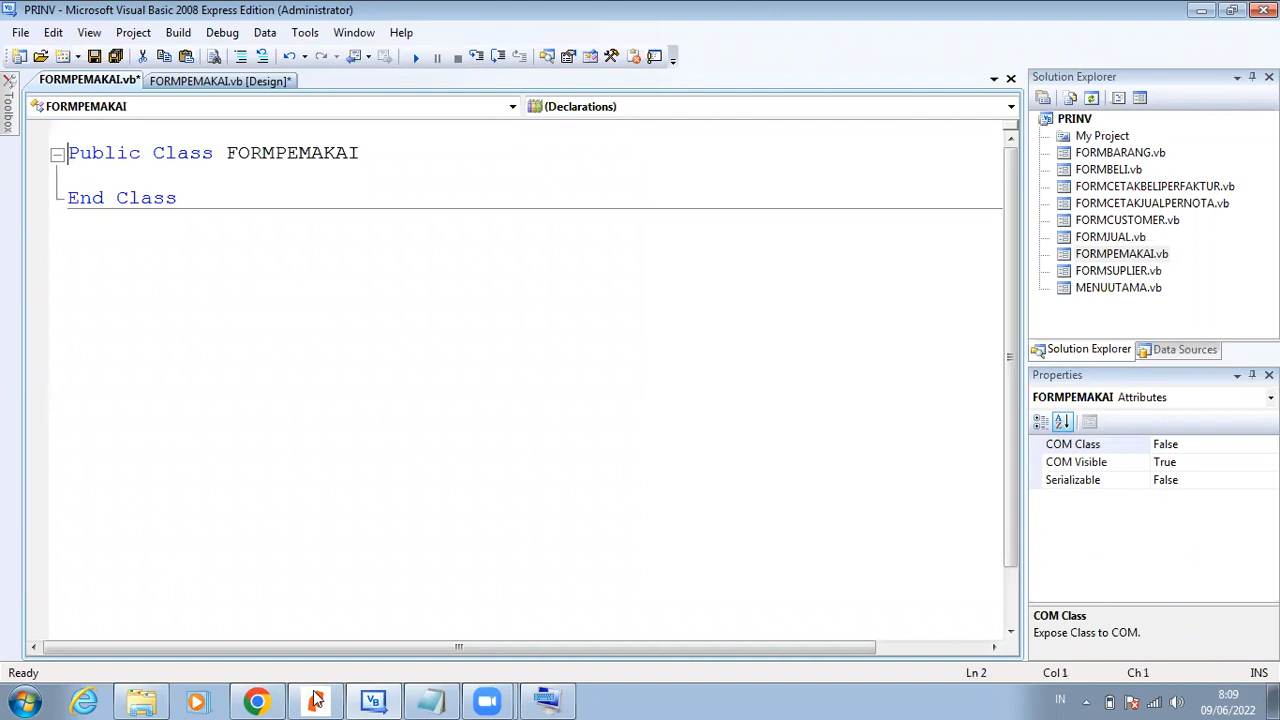 PRINV - Microsoft Visual Basic 2008 Express Edition (Administrator)
File Edit View Project Build Debug Data Tools Window Help
FORMPEMAKAI.vb* FORMPEMAKAI.vb [Design]*
Toolbox
FORMPEMAKAI (Declarations)
Public Class FORMPEMAKAI
End Class
Solution Explorer
PRINV
My Project
FORMBARANG.vb
FORMBELI.vb
FORMCETAKBELIPERFAKTUR.vb
FORMCETAKJUALPERNOTA.vb
FORMCUSTOMER.vb
FORMJUAL.vb
FORMPEMAKAI.vb
FORMSUPLIER.vb
MENUUTAMA.vb
Solution Explorer Data Sources
Properties
FORMPEMAKAI Attributes
COM Class False
COM Visible True
Serializable False
COM Class
Expose Class to COM.
Ready Ln 2 Col 1 Ch 1 INS
IN 8:09
09/06/2022